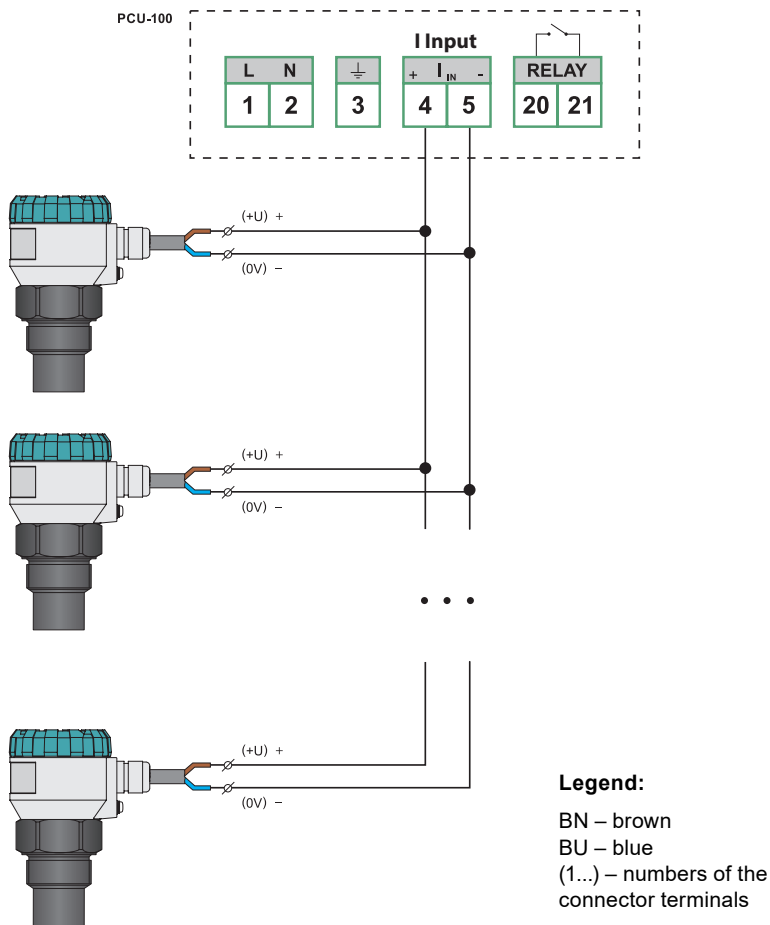 PCU-100
I Input
L N
⏚
+ I IN -
RELAY
1 2
3
4 5
20 21
(+U) +
(0V) –
(+U) +
(0V) –
(+U) +
(0V) –
Legend:
BN – brown
BU – blue
(1...) – numbers of the
connector terminals